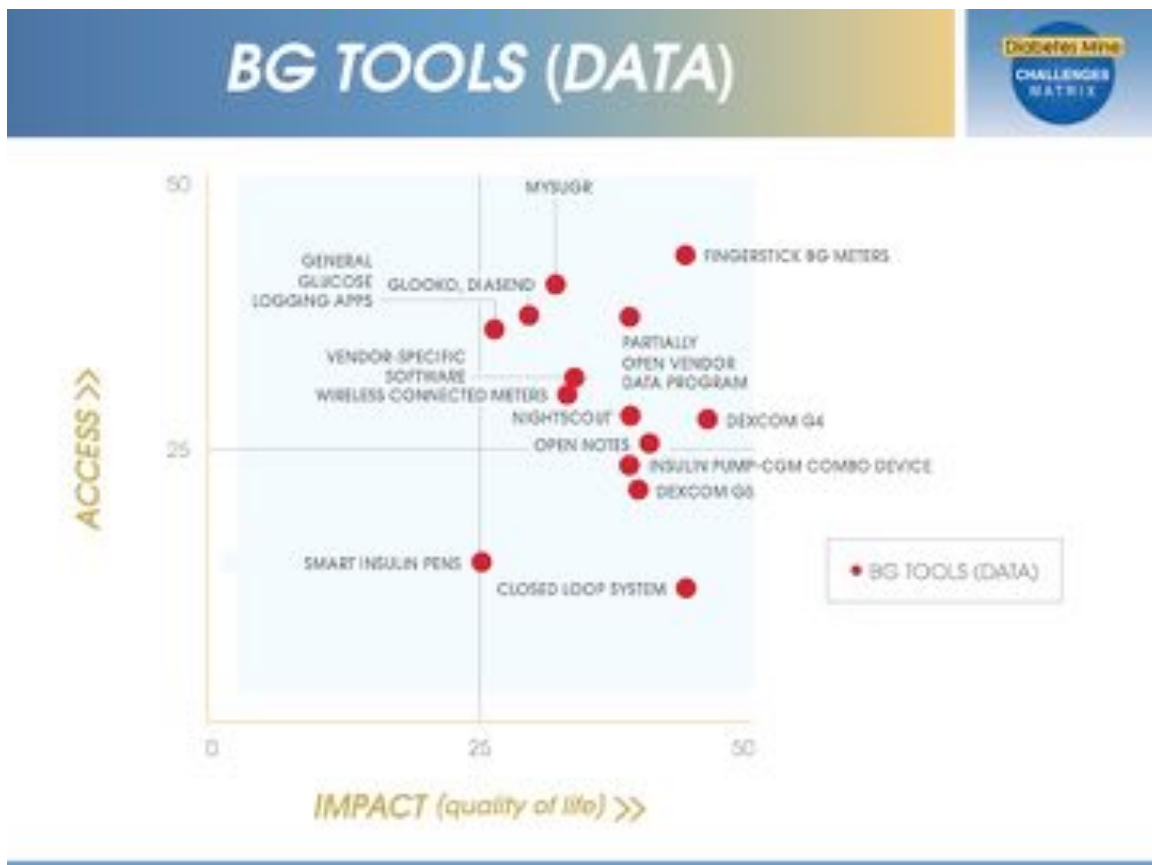 BG TOOLS (DATA)
Diabetes Mine
CHALLENGES
MATRIX
50
MYSUGR
FINGERSTICK BG METERS
GENERAL
GLUCOSE
LOGGING APPS
GLOOKO, DIASEND
PARTIALLY
OPEN VENDOR
DATA PROGRAM
VENDOR-SPECIFIC
SOFTWARE
WIRELESS CONNECTED METERS
NIGHTSCOUT
DEXCOM G4
OPEN NOTES
25
INSULIN PUMP-CGM COMBO DEVICE
DEXCOM
SMART INSULIN PENS
CLOSED LOOP SYSTEM
BG TOOLS (DATA)
ACCESS >>
0
25
50
IMPACT (quality of life) >>